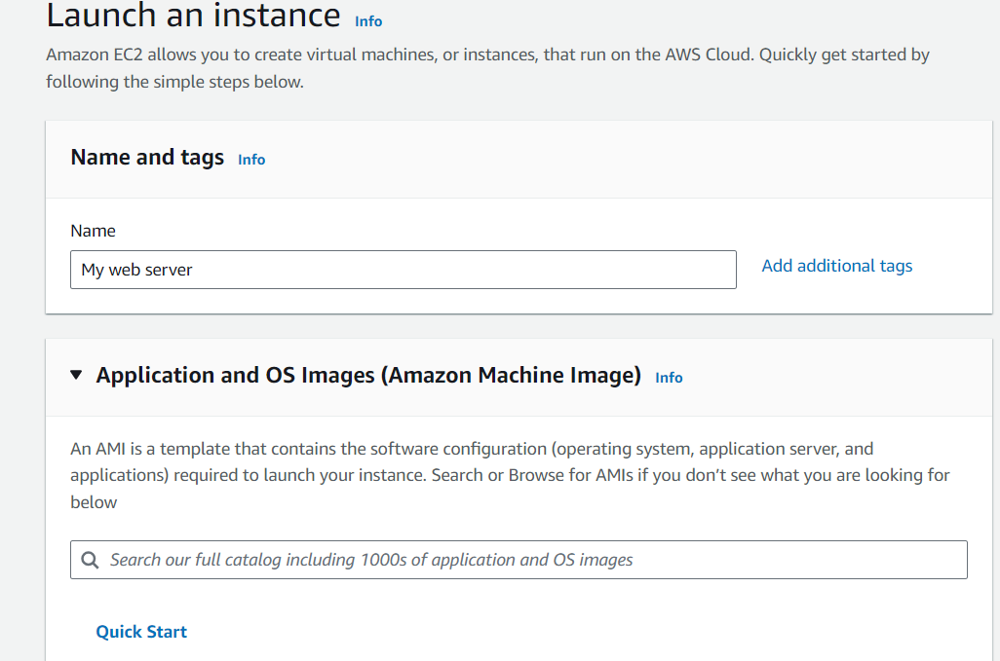 Launch an instance Info
Amazon EC2 allows you to create virtual machines, or instances, that run on the AWS Cloud. Quickly get started by
following the simple steps below.
Name and tags Info
Name
My web server
Add additional tags
Application and OS Images (Amazon Machine Image) Info
An AMI is a template that contains the software configuration (operating system, application server, and
applications) required to launch your instance. Search or Browse for AMIs if you don’t see what you are looking for
below
Search our full catalog including 1000s of application and OS images
Quick Start